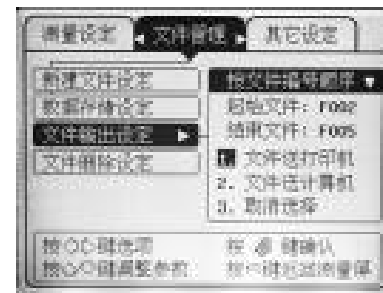 测量设定 文件管理 其它设定
新建文件设定
数据存储设定
文件输出设定
文件删除设定
按文件编号顺序
起始文件: F002
结束文件: F005
1. 文件送打印机
2. 文件送计算机
3. 取消选择
按 键选项
按 键调整参数
按 键确认
按 键返回测量屏